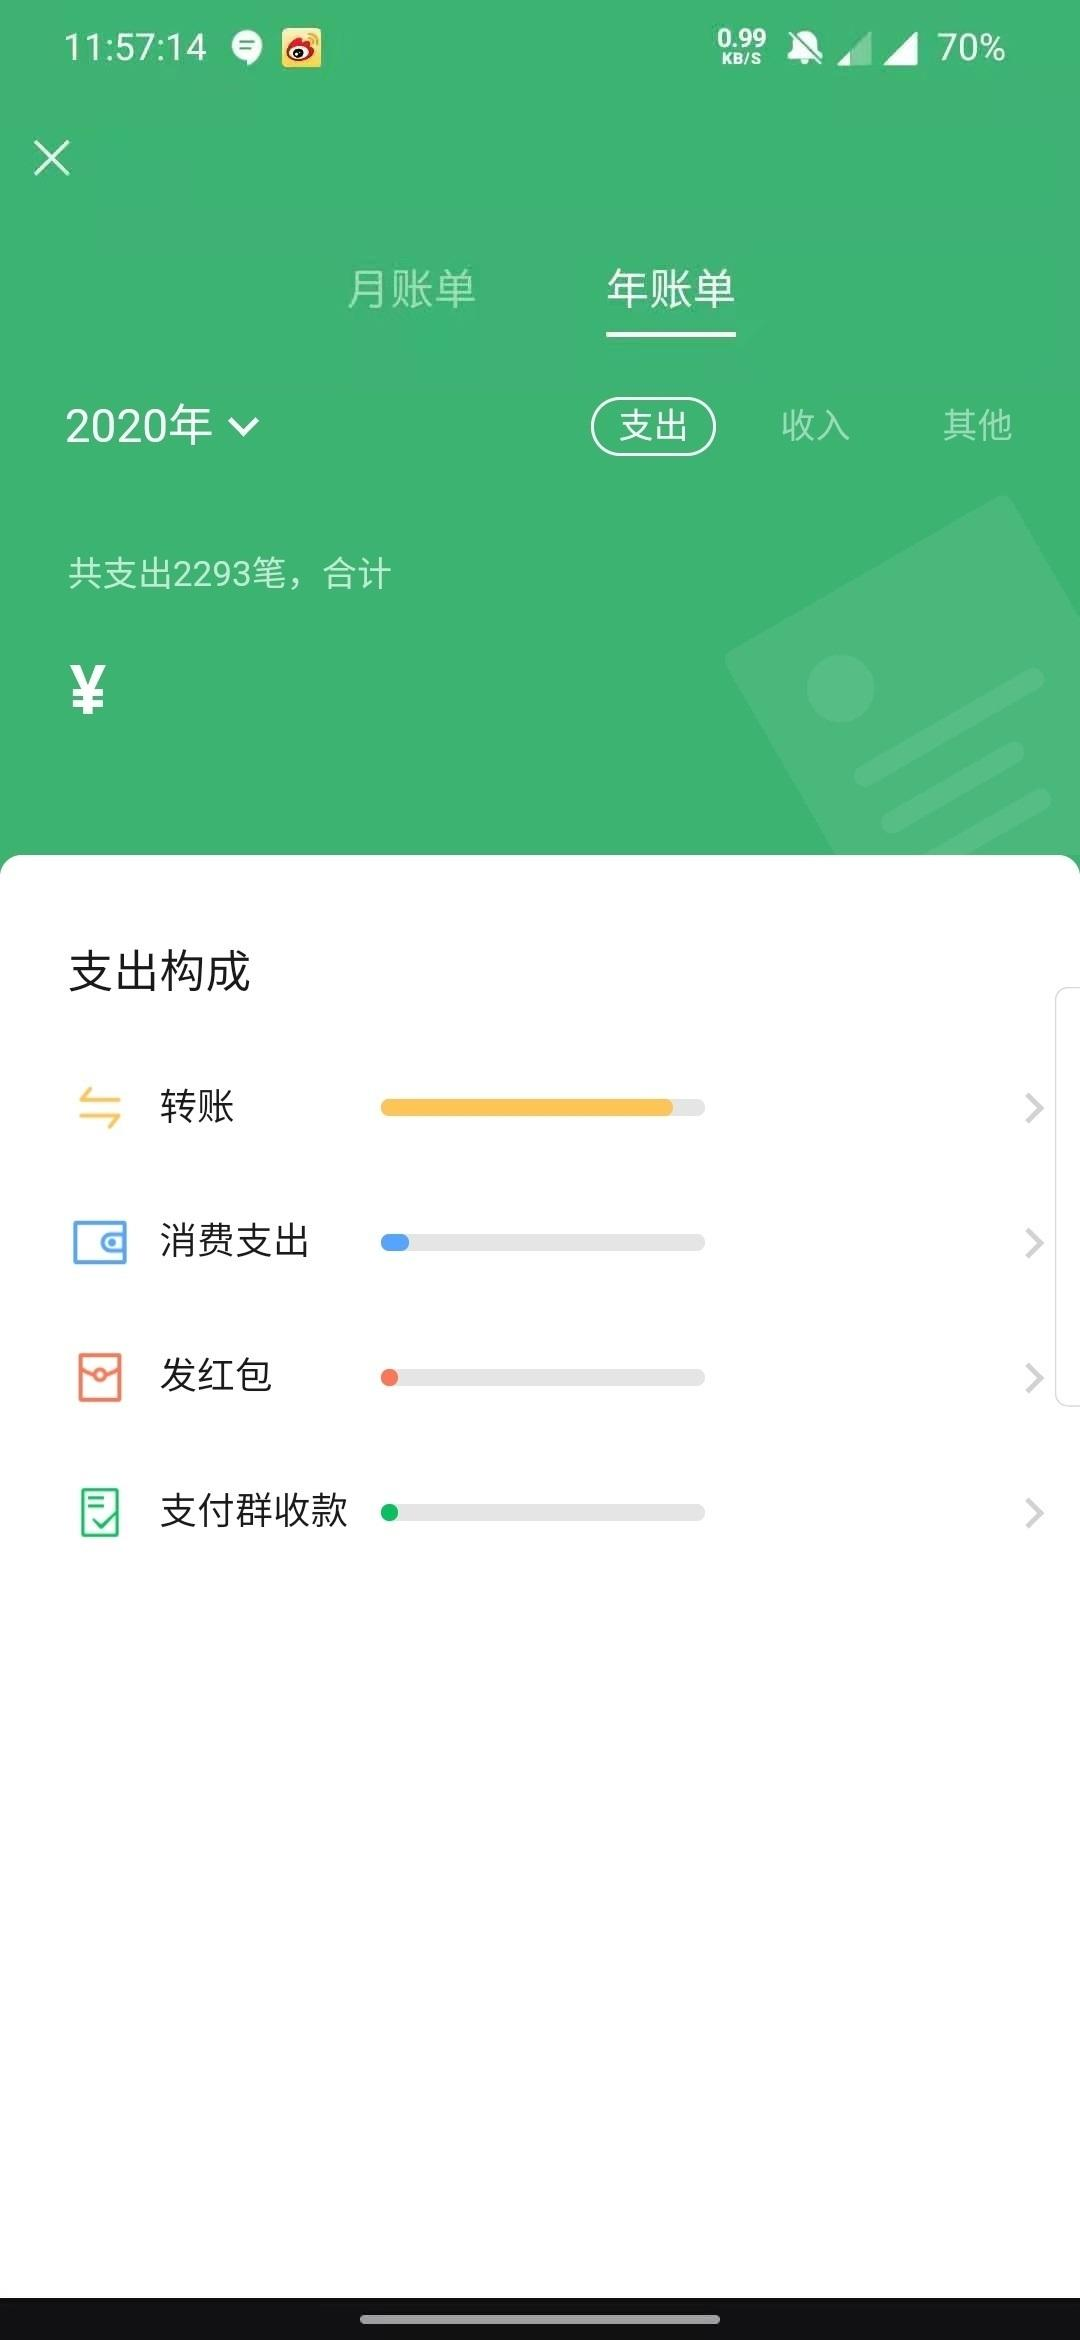 11:57:14 0.99 KB/S 70%
月账单 年账单
2020年 支出 收入 其他
共支出2293笔，合计
¥
支出构成
转账
消费支出
发红包
支付群收款